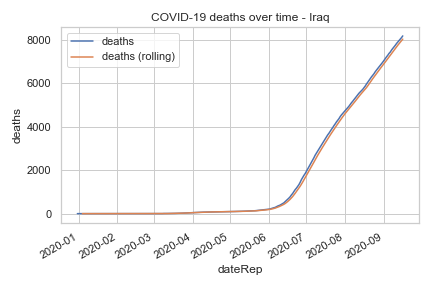 COVID-19 deaths over time - Iraq
deaths
deaths (rolling)
8000
6000
4000
2000
0
deaths
2020-01
2020-02
2020-03
2020-04
2020-05
2020-06
2020-07
2020-08
2020-09
dateRep